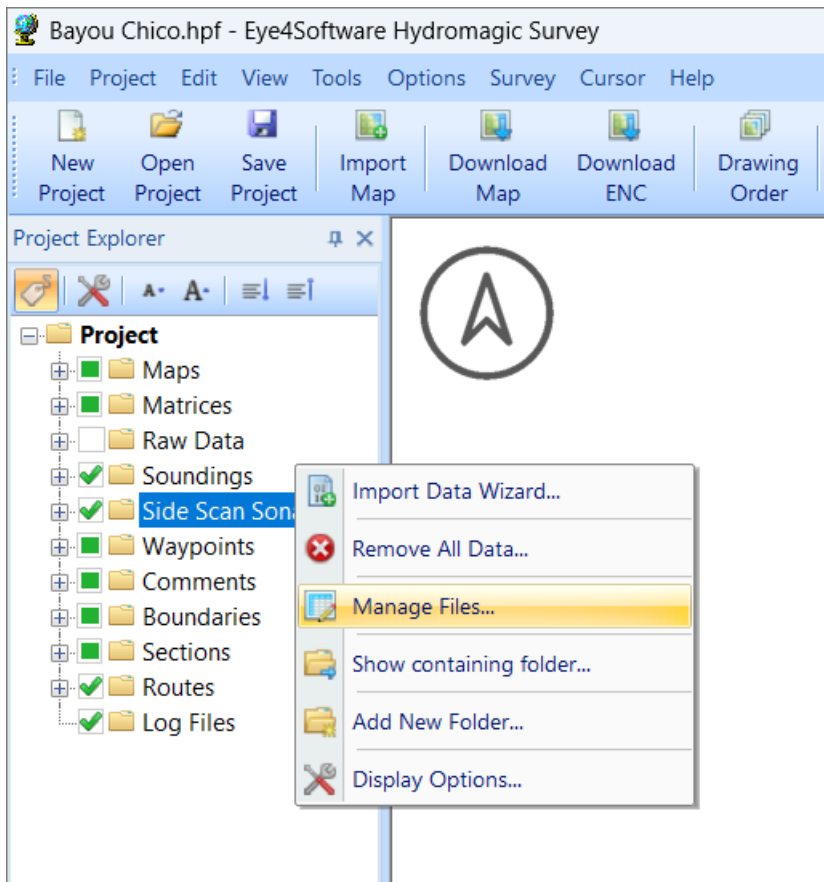 Bayou Chico.hpf - Eye4Software Hydromagic Survey
File Project Edit View Tools Options Survey Cursor Help
New Project
Open Project
Save Project
Import Map
Download Map
Download ENC
Drawing Order
Project Explorer
A- A-
Project
Maps
Matrices
Raw Data
Soundings
Side Scan
Waypoints
Comments
Boundaries
Sections
Routes
Log Files
Import Data Wizard...
Remove All Data...
Manage Files...
Show containing folder...
Add New Folder...
Display Options...